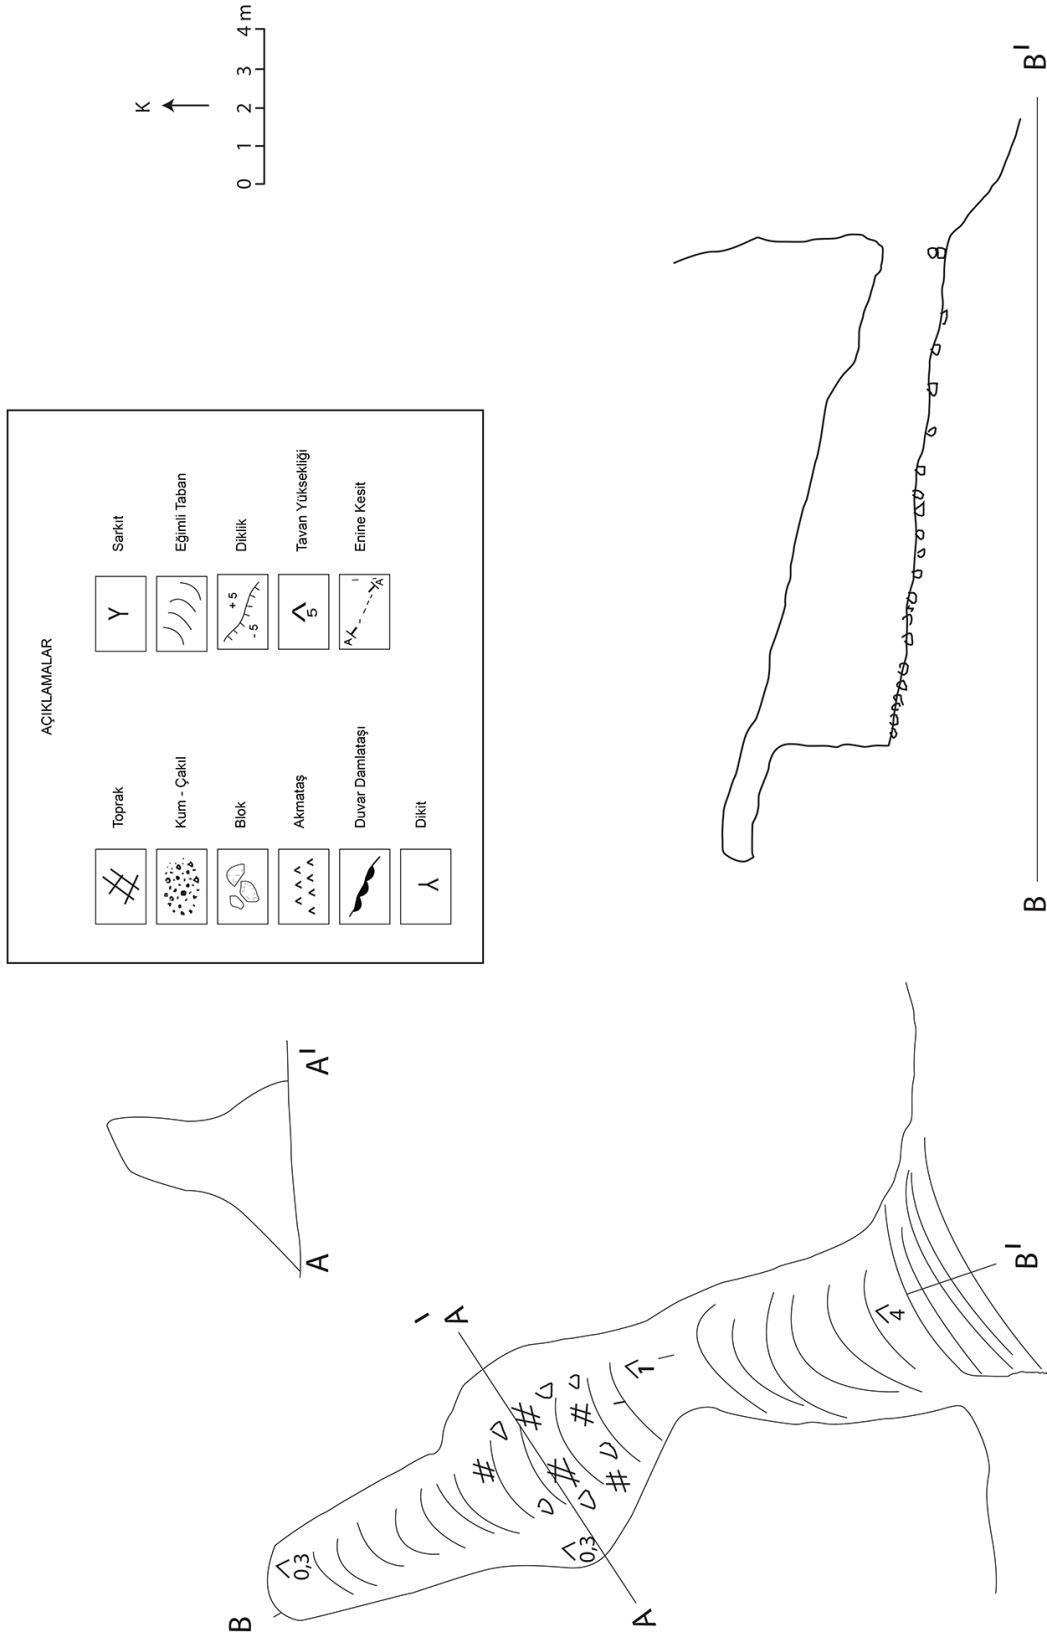 K
0 1 2 3 4 m
AÇIKLAMALAR
Toprak
Kum - Çakıl
Blok
Akmataş
Duvar Damlataşı
Dikit
Sarkıt
Eğimli Taban
- 5 + 5
Diklik
5
Tavan Yüksekliği
A A'
Enine Kesit
A A'
B B'
B
0,3
0,3
A
A'
1
4
B'